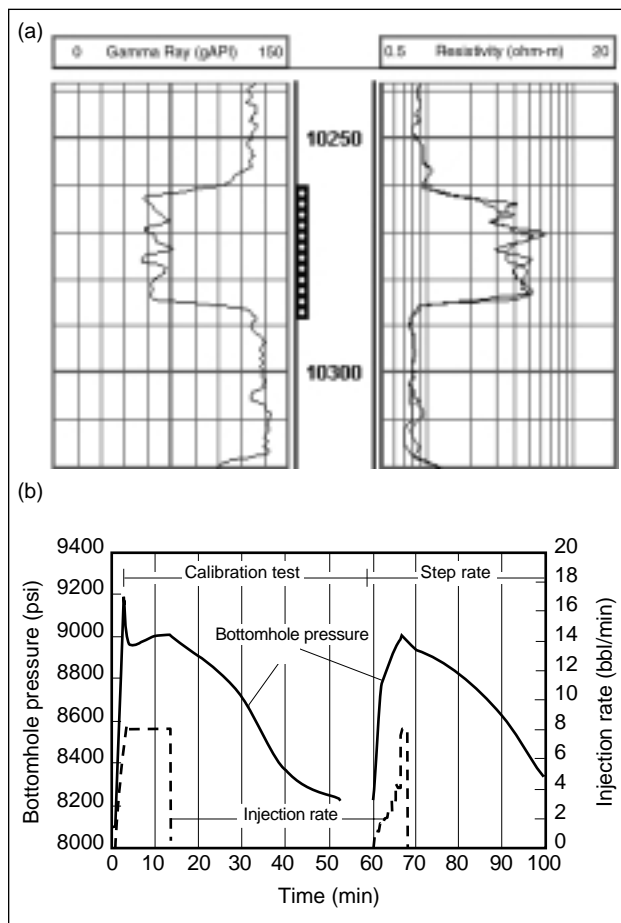 (a)
0 Gamma Ray (gAPI) 150
0.5 Resistivity (ohm-m) 20
10250
10300
(b)
9400
9200
9000
8800
8600
8400
8200
8000
Bottomhole pressure (psi)
Calibration test
Step rate
Bottomhole pressure
Injection rate
20
18
16
14
12
10
8
6
4
2
0
Injection rate (bbl/min)
0 10 20 30 40 50 60 70 80 90 100
Time (min)